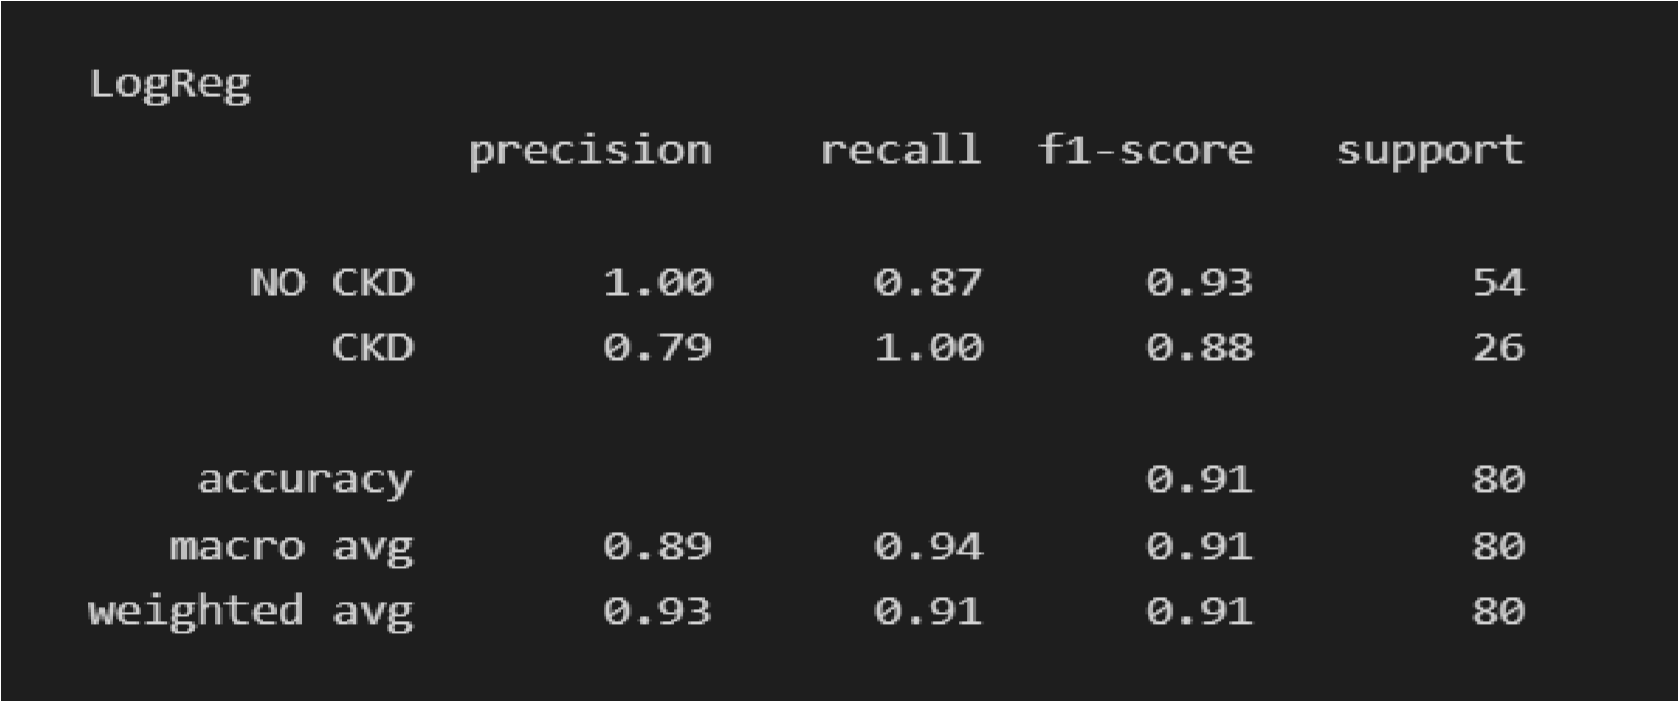 LogReg
precision recall f1-score support
NO CKD 1.00 0.87 0.93 54
CKD 0.79 1.00 0.88 26
accuracy 0.91 80
macro avg 0.89 0.94 0.91 80
weighted avg 0.93 0.91 0.91 80